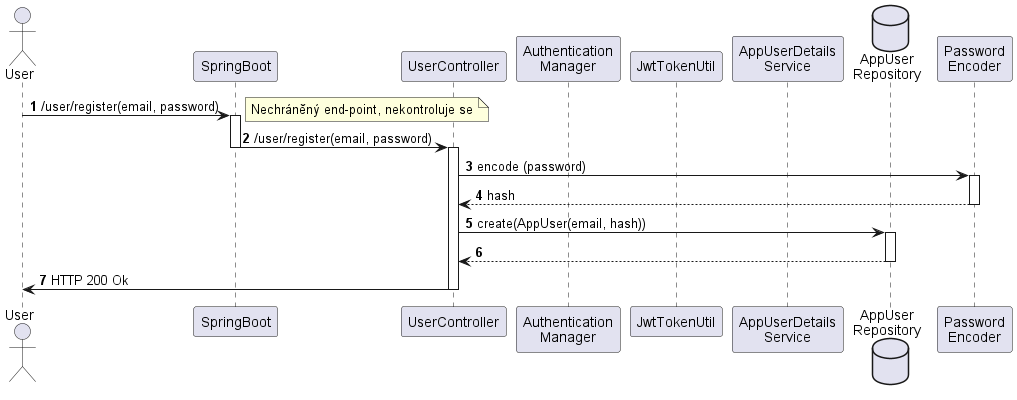 User
SpringBoot
UserController
Authentication
Manager
JwtTokenUtil
AppUserDetails
Service
AppUser
Repository
Password
Encoder
1 /user/register(email, password)
Nechráněný end-point, nekontroluje se
2 /user/register(email, password)
3 encode (password)
4 hash
5 create(AppUser(email, hash))
6
7 HTTP 200 Ok
User
SpringBoot
UserController
Authentication
Manager
JwtTokenUtil
AppUserDetails
Service
AppUser
Repository
Password
Encoder